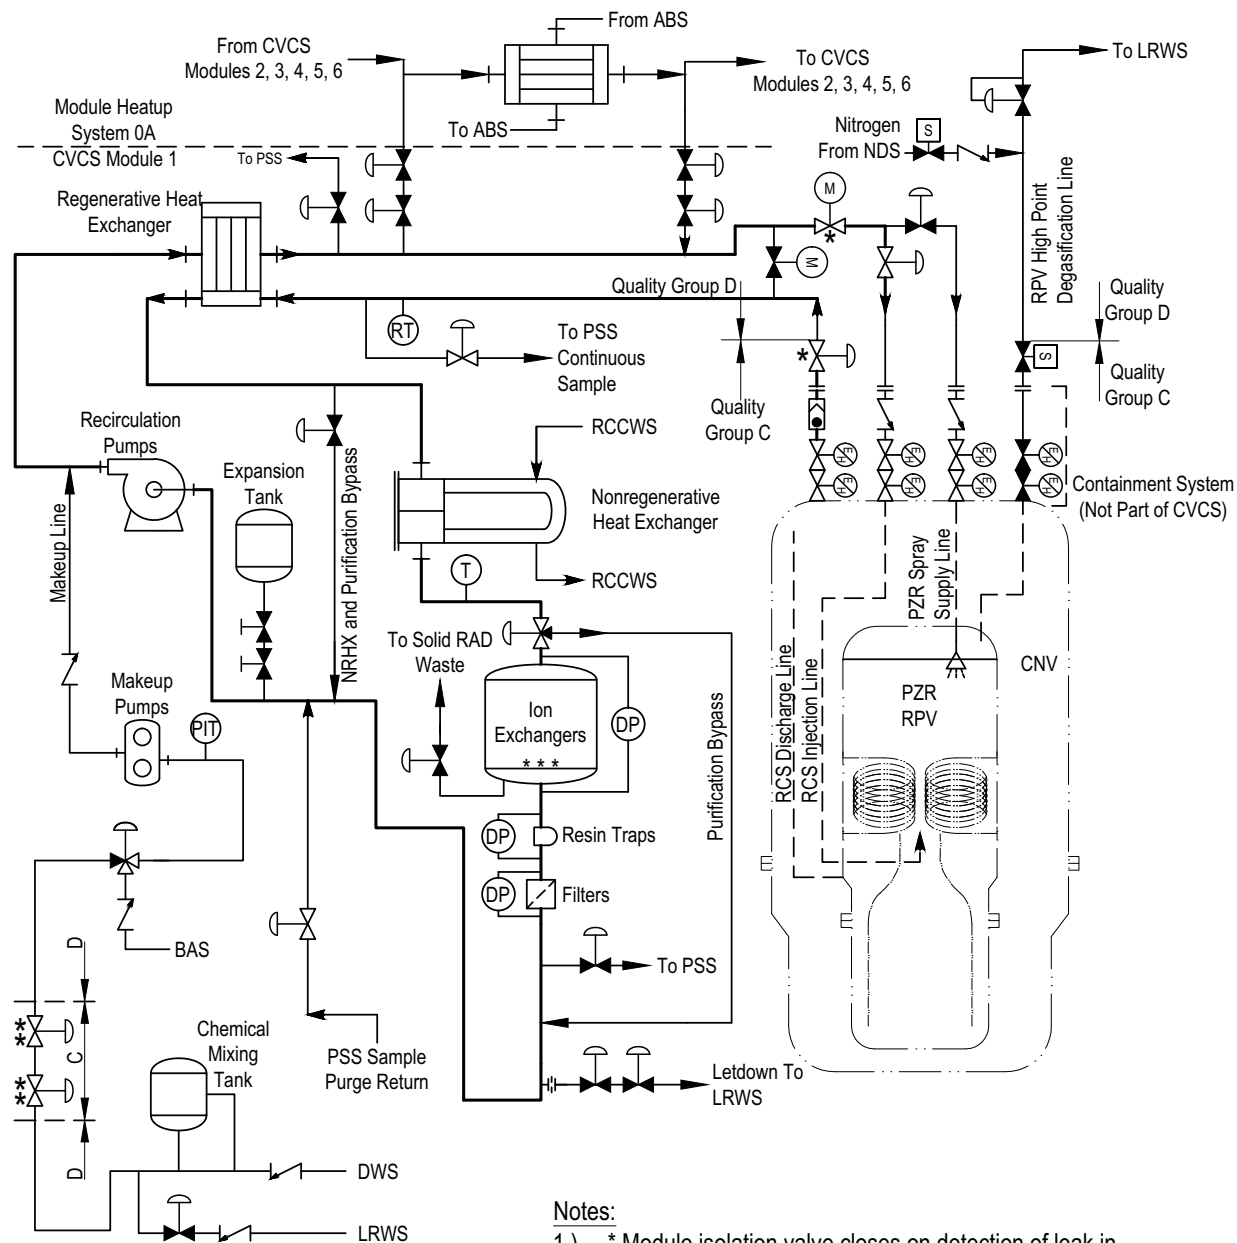 From ABS
From CVCS
Modules 2, 3, 4, 5, 6
To CVCS
Modules 2, 3, 4, 5, 6
To LRWS
Module Heatup
System 0A
To ABS
Nitrogen
From NDS
S
CVCS Module 1
To PSS
Regenerative Heat
Exchanger
M
M
RPV High Point
Degasification Line
Quality Group D
Quality
Group D
RT
To PSS
Continuous
Sample
*
*
S
Quality
Group C
Quality
Group C
Recirculation
Pumps
RCCWS
Expansion
Tank
Nonregenerative
Heat Exchanger
E/H
E/H
E/H
E/H
E/H
E/H
E/H
E/H
Containment System
(Not Part of CVCS)
Makeup Line
NRHX and Purification Bypass
T
RCCWS
PZR Spray
Supply Line
To Solid RAD
Waste
CNV
Makeup
Pumps
PIT
Ion
Exchangers
* * *
DP
PZR
RPV
RCS Discharge Line
RCS Injection Line
Purification Bypass
DP
Resin Traps
DP
Filters
BAS
D
To PSS
**
C
**
D
Chemical
Mixing
Tank
PSS Sample
Purge Return
Letdown To
LRWS
DWS
LRWS
Notes:
1.) * Module isolation valve closes on detection of leak in